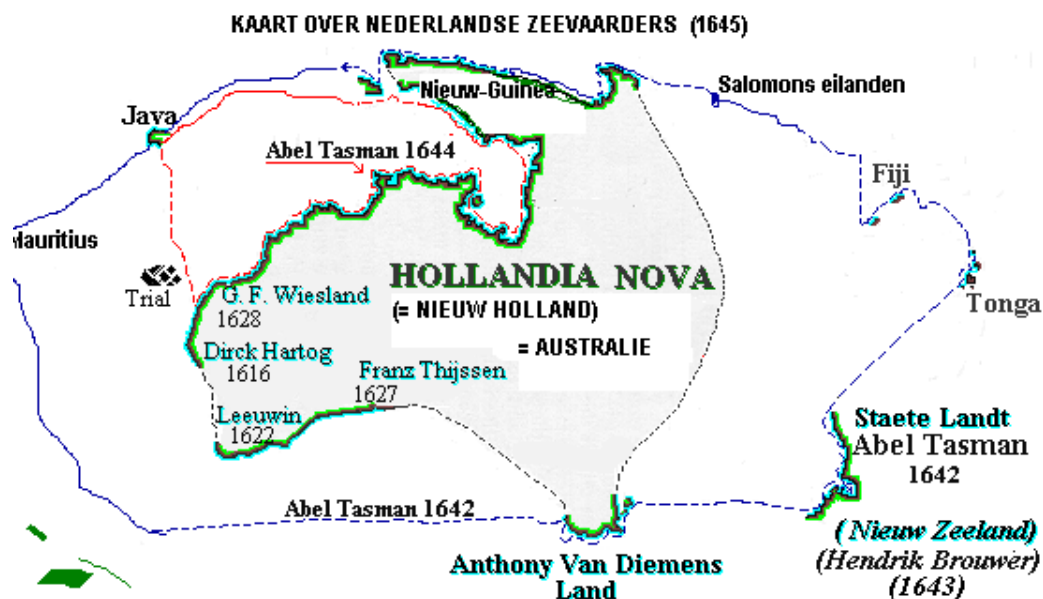 KAART OVER NEDERLANDSE ZEEVAARDERS (1645)
Nieuw-Guinea
Salomons eilanden
Java
Abel Tasman 1644
Fiji
Mauritius
Trial
HOLLANDIA NOVA
(= NIEUW HOLLAND)
= AUSTRALIE
Tonga
G. F. Wiesland
1628
Dirck Hartog
1616
Franz Thijssen
1627
Leeuwin
1622
Staete Landt
Abel Tasman
1642
Abel Tasman 1642
(Nieuw Zeeland)
(Hendrik Brouwer)
(1643)
Anthony Van Diemens
Land